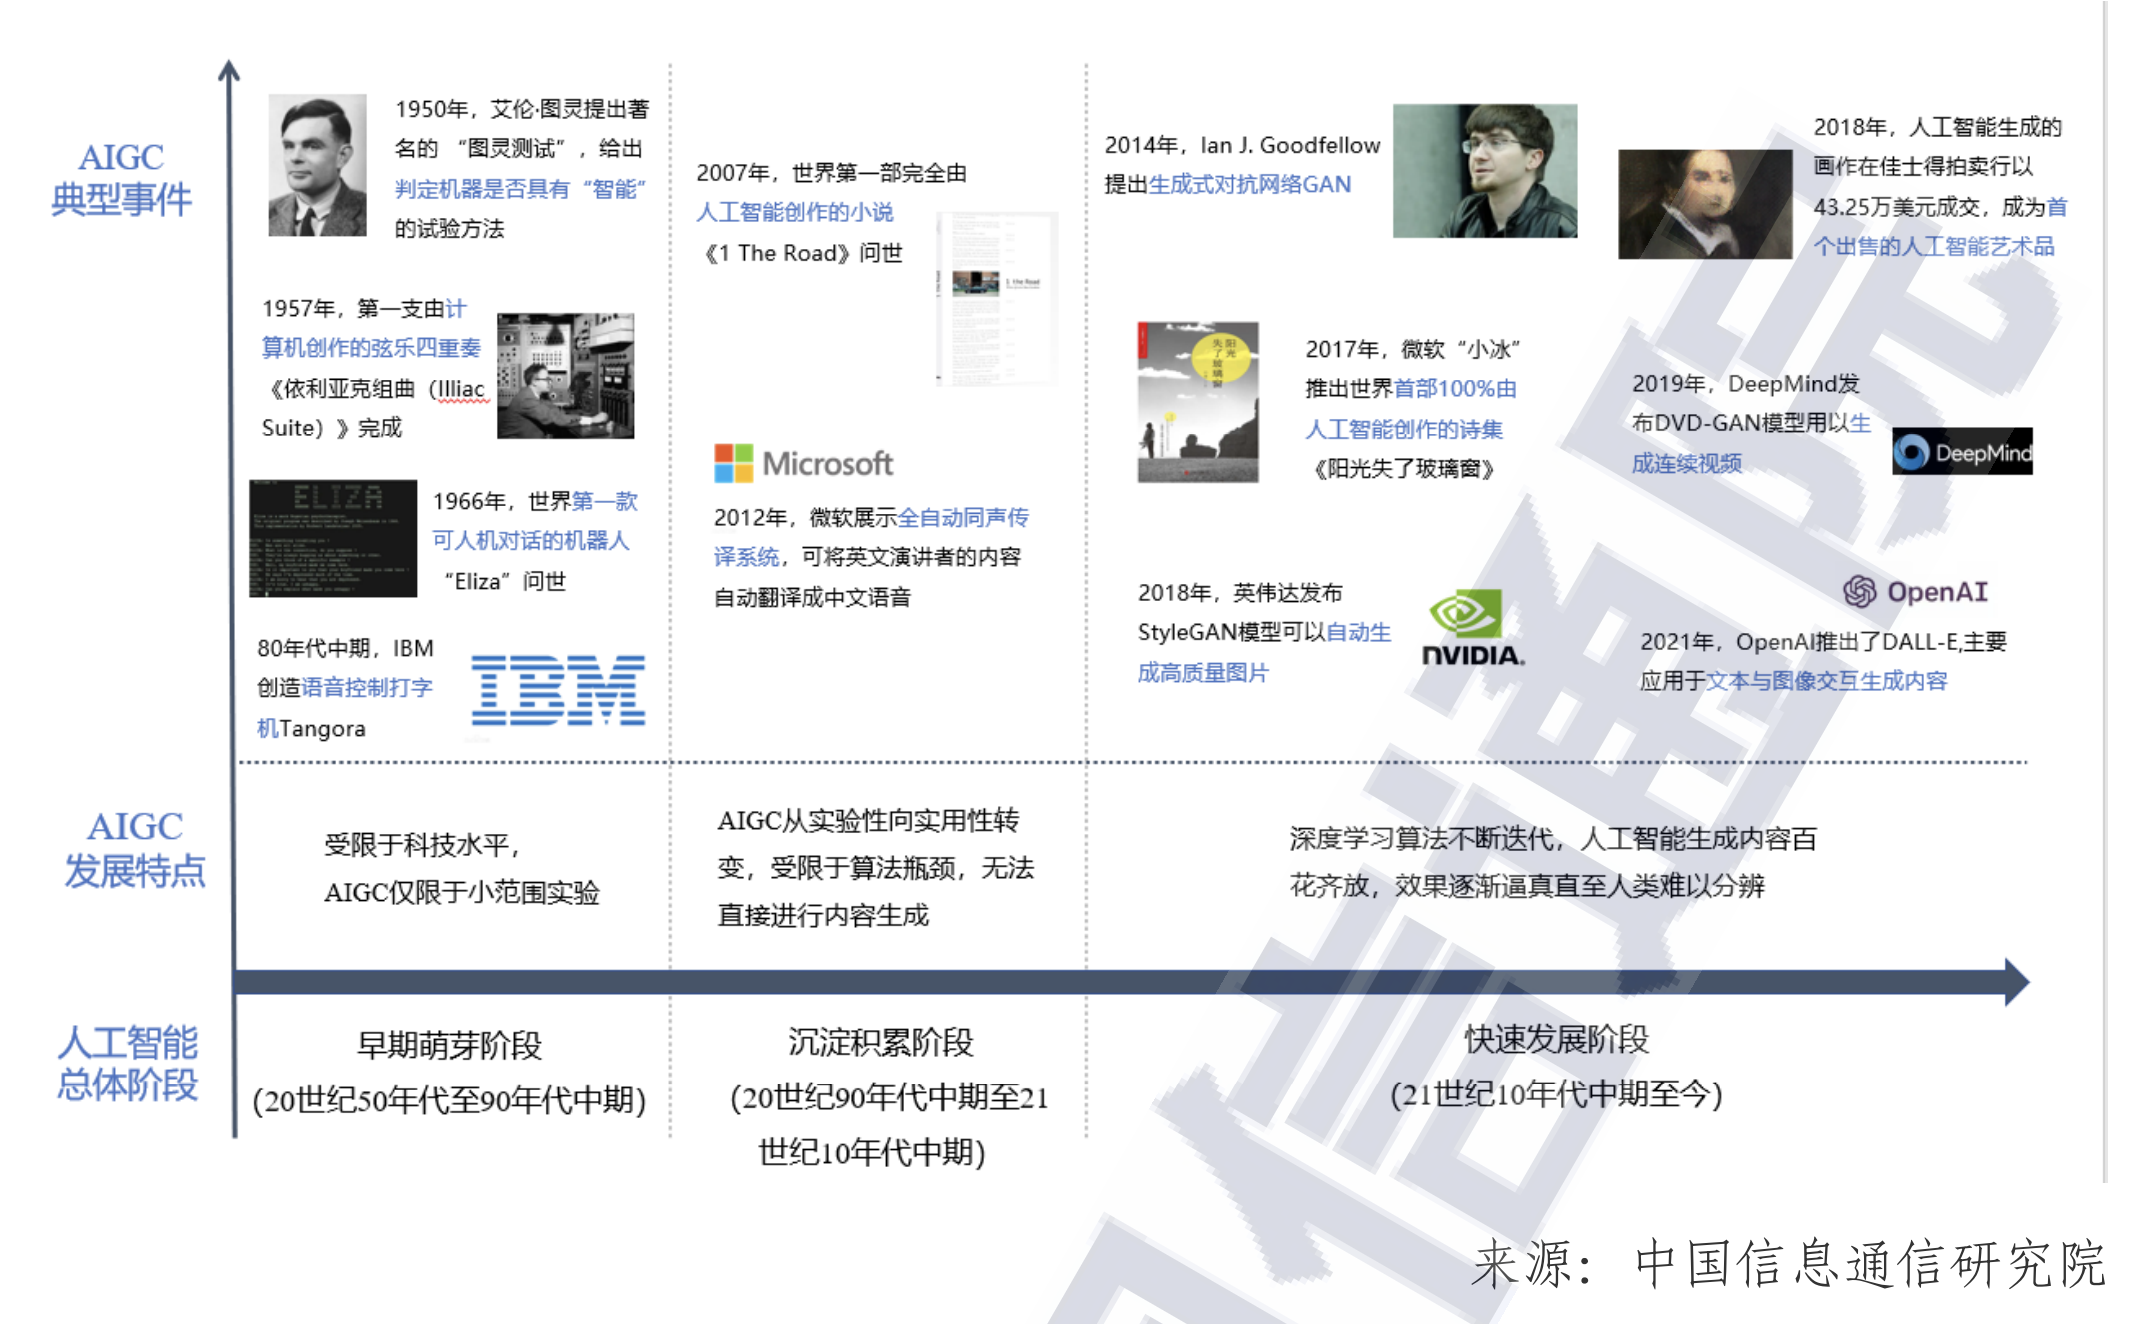 AIGC
典型事件
1950年，艾伦·图灵提出著
名的 “图灵测试”，给出
判定机器是否具有“智能”
的试验方法
1957年，第一支由计
算机创作的弦乐四重奏
《依利亚克组曲（Illiac
Suite）》完成
1966年，世界第一款
可人机对话的机器人
“Eliza”问世
80年代中期，IBM
创造语音控制打字
机Tangora
IBM
2007年，世界第一部完全由
人工智能创作的小说
《1 The Road》问世
1 the Road
Microsoft
2012年，微软展示全自动同声传
译系统，可将英文演讲者的内容
自动翻译成中文语音
2014年，Ian J. Goodfellow
提出生成式对抗网络GAN
2018年，人工智能生成的
画作在佳士得拍卖行以
43.25万美元成交，成为首
个出售的人工智能艺术品
阳光
失了玻璃窗
2017年，微软“小冰”
推出世界首部100%由
人工智能创作的诗集
《阳光失了玻璃窗》
2019年，DeepMind发
布DVD-GAN模型用以生
成连续视频
DeepMind
2018年，英伟达发布
StyleGAN模型可以自动生
成高质量图片
NVIDIA.
OpenAI
2021年，OpenAI推出了DALL-E,主要
应用于文本与图像交互生成内容
AIGC
发展特点
受限于科技水平，
AIGC仅限于小范围实验
AIGC从实验性向实用性转
变，受限于算法瓶颈，无法
直接进行内容生成
深度学习算法不断迭代，人工智能生成内容百
花齐放，效果逐渐逼真直至人类难以分辨
人工智能
总体阶段
早期萌芽阶段
(20世纪50年代至90年代中期)
沉淀积累阶段
(20世纪90年代中期至21
世纪10年代中期)
快速发展阶段
(21世纪10年代中期至今)
来源：中国信息通信研究院